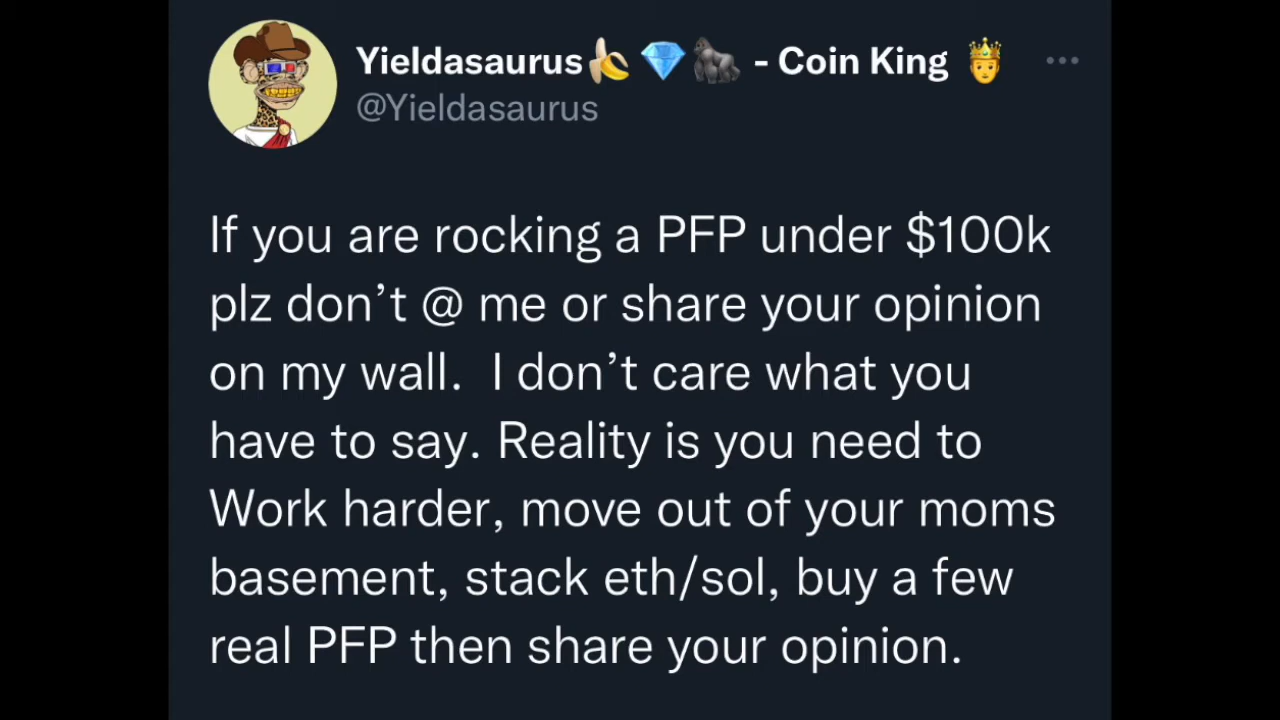 Yieldasaurus🍌💎🦍 - Coin King 🤴
@Yieldasaurus
If you are rocking a PFP under $100k
plz don’t @ me or share your opinion
on my wall.  I don’t care what you
have to say. Reality is you need to
Work harder, move out of your moms
basement, stack eth/sol, buy a few
real PFP then share your opinion.